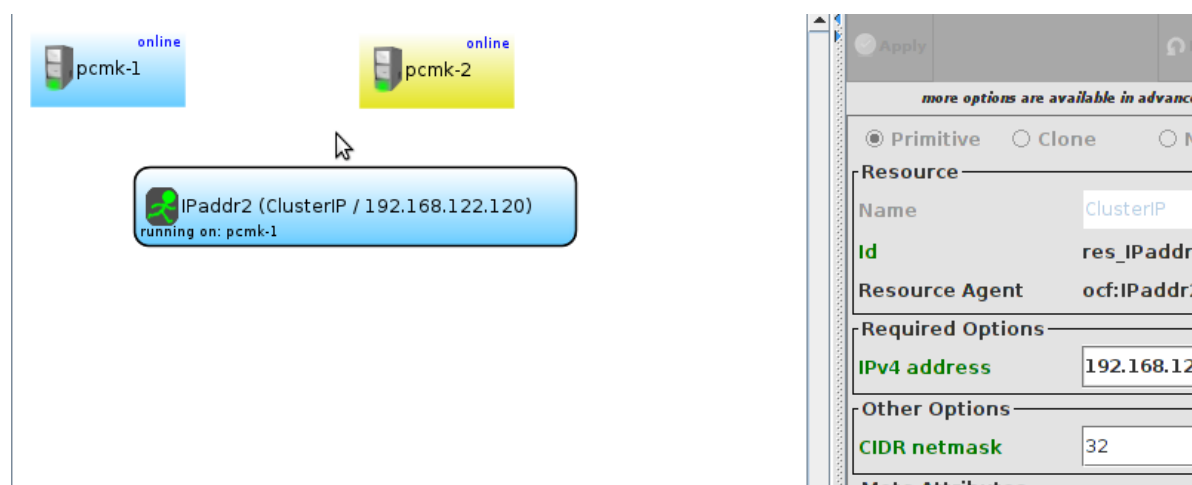 online
pcmk-1
online
pcmk-2
IPaddr2 (ClusterIP / 192.168.122.120)
running on: pcmk-1
Apply
more options are available in advance
Primitive Clone
Resource
Name ClusterIP
Id res_IPaddr
Resource Agent ocf:IPaddr2
Required Options
IPv4 address 192.168.12
Other Options
CIDR netmask 32